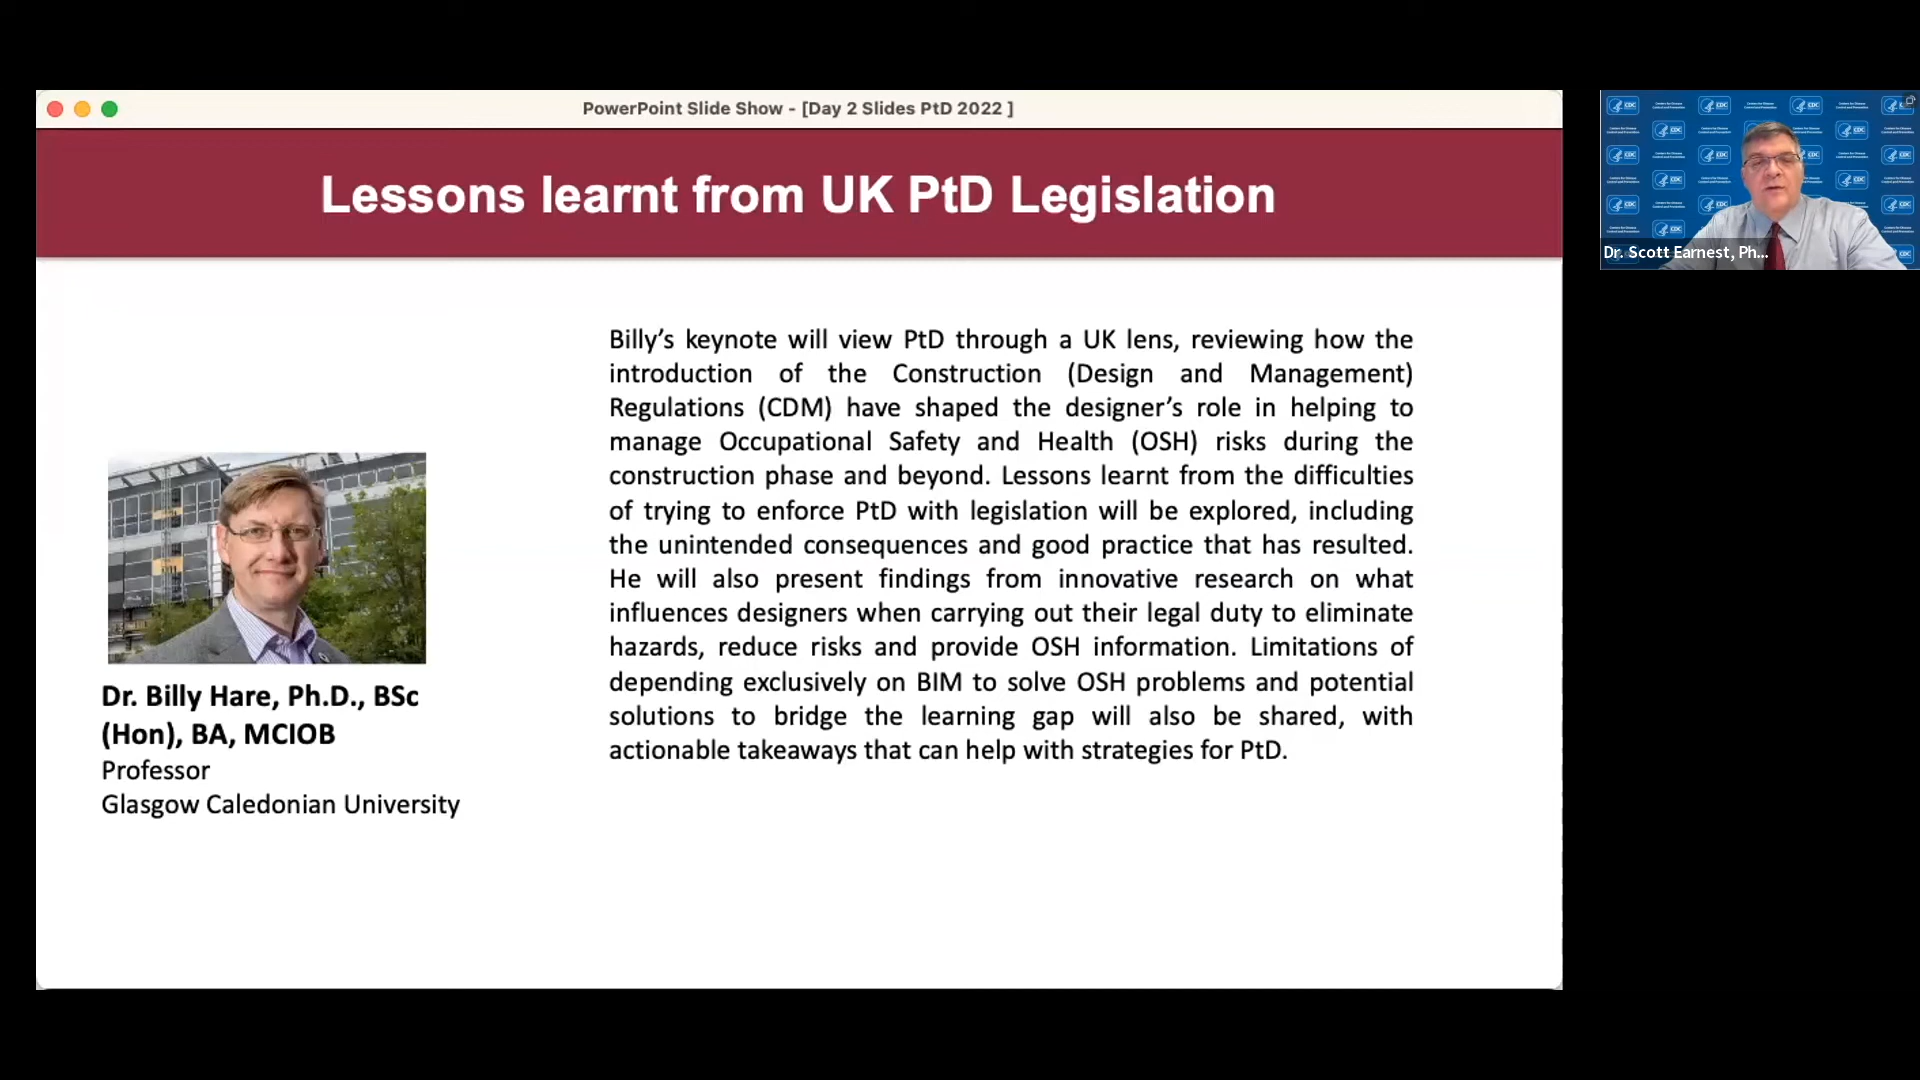 PowerPoint Slide Show - [Day 2 Slides PtD 2022 ]
Lessons learnt from UK PtD Legislation
Billy’s keynote will view PtD through a UK lens, reviewing how the
introduction of the Construction (Design and Management)
Regulations (CDM) have shaped the designer’s role in helping to
manage Occupational Safety and Health (OSH) risks during the
construction phase and beyond. Lessons learnt from the difficulties
of trying to enforce PtD with legislation will be explored, including
the unintended consequences and good practice that has resulted.
He will also present findings from innovative research on what
influences designers when carrying out their legal duty to eliminate
hazards, reduce risks and provide OSH information. Limitations of
depending exclusively on BIM to solve OSH problems and potential
solutions to bridge the learning gap will also be shared, with
actionable takeaways that can help with strategies for PtD.
Dr. Billy Hare, Ph.D., BSc
(Hon), BA, MCIOB
Professor
Glasgow Caledonian University
CDC
Dr. Scott Earnest, Ph...